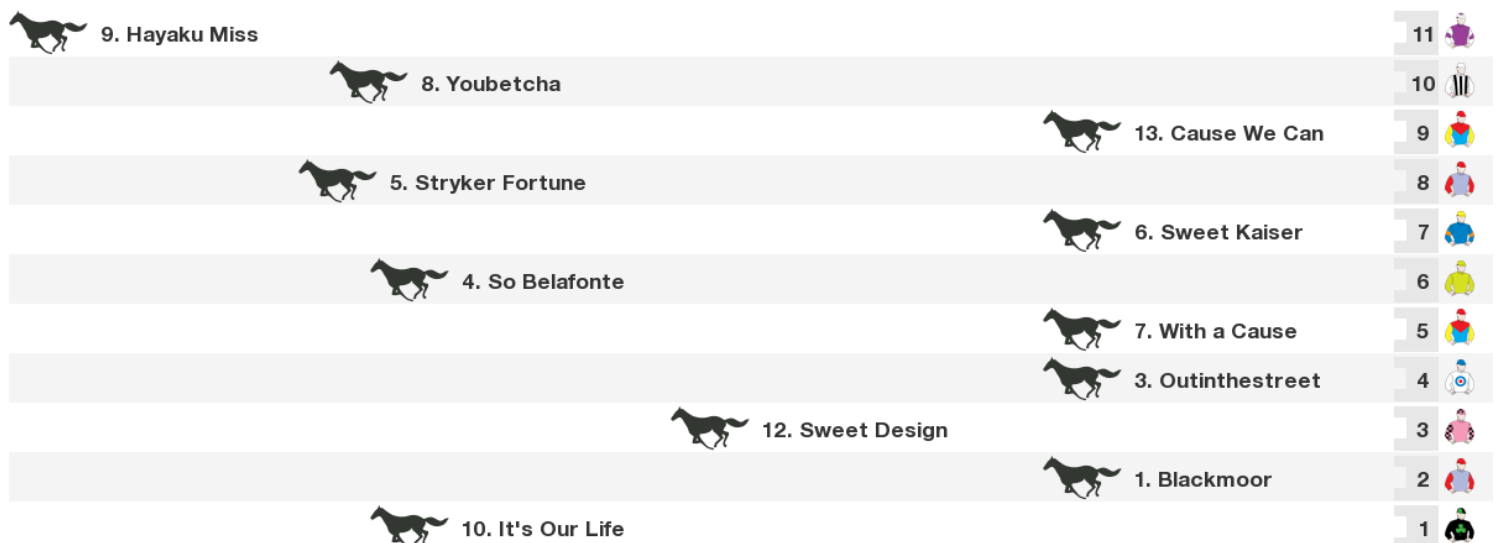 9. Hayaku Miss 11
8. Youbetcha 10
13. Cause We Can 9
5. Stryker Fortune 8
6. Sweet Kaiser 7
4. So Belafonte 6
7. With a Cause 5
3. Outinthestreet 4
12. Sweet Design 3
1. Blackmoor 2
10. It's Our Life 1